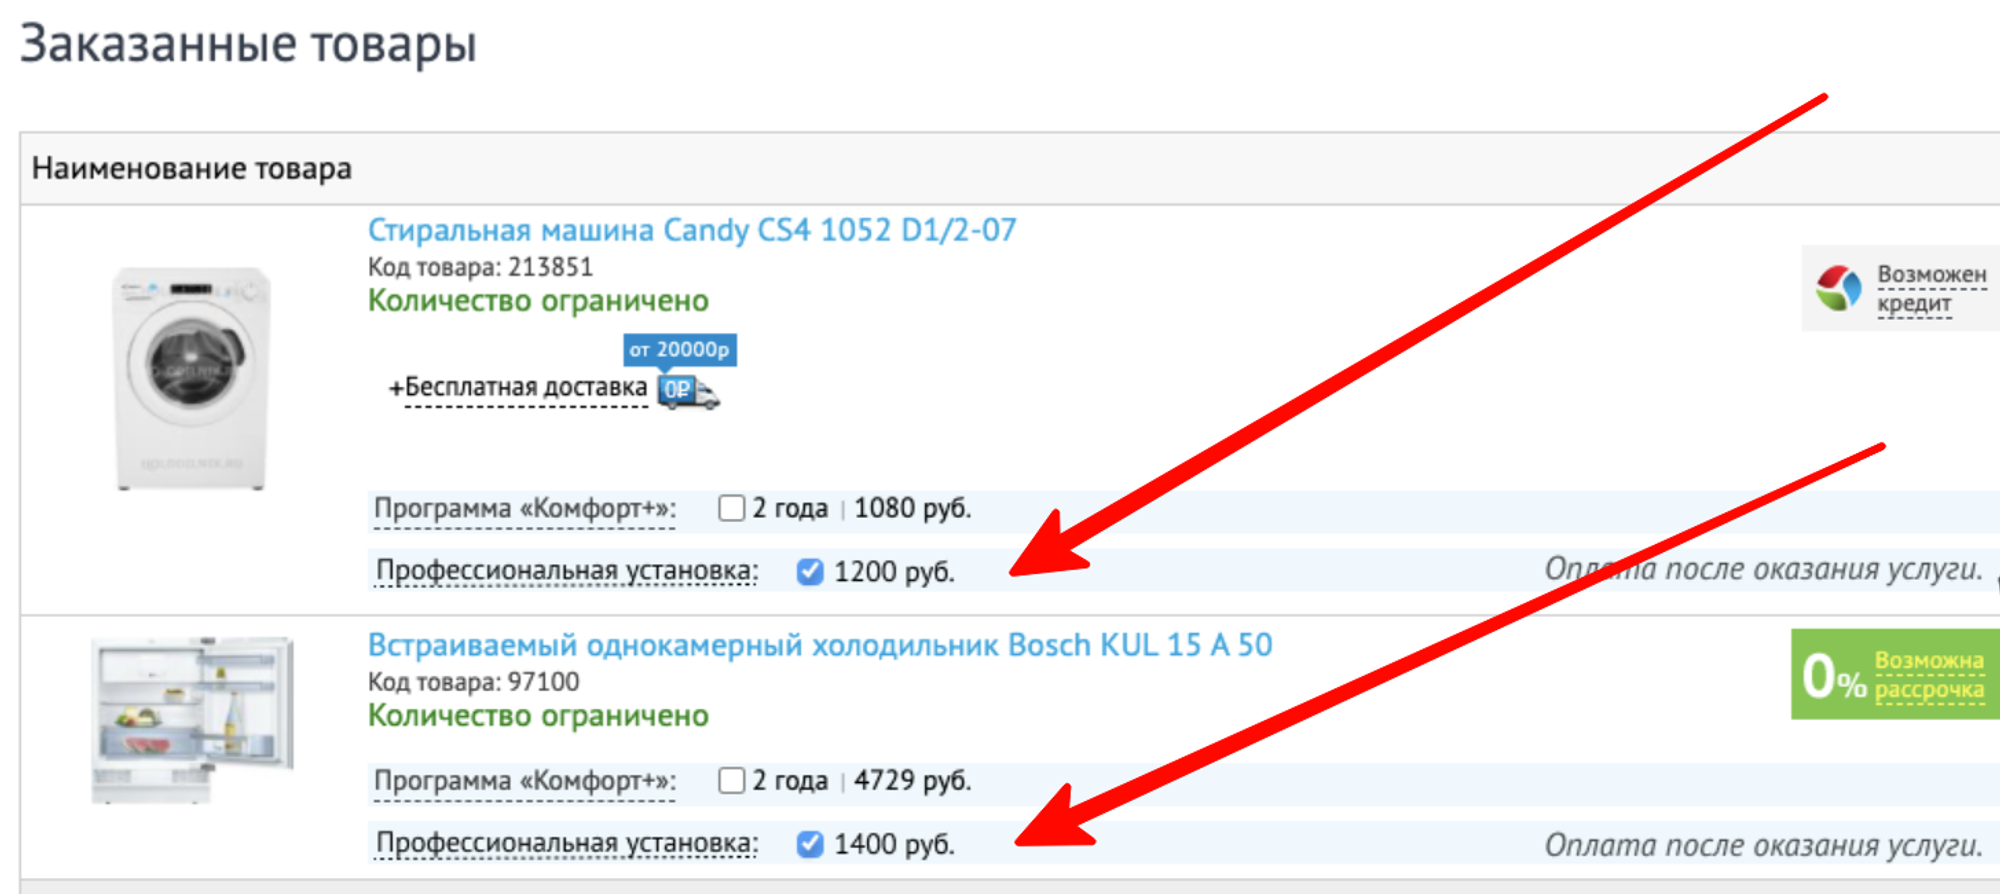 Заказанные товары
Наименование товара
Стиральная машина Candy CS4 1052 D1/2-07
Код товара: 213851
Количество ограничено
от 20000р
+Бесплатная доставка 0₽
Возможен
кредит
HOLODILNIK.RU
Программа «Комфорт+»: 2 года | 1080 руб.
Профессиональная установка: 1200 руб. Оплата после оказания услуги.
Встраиваемый однокамерный холодильник Bosch KUL 15 A 50
Код товара: 97100
Количество ограничено
0% Возможна
рассрочка
Программа «Комфорт+»: 2 года | 4729 руб.
Профессиональная установка: 1400 руб. Оплата после оказания услуги.